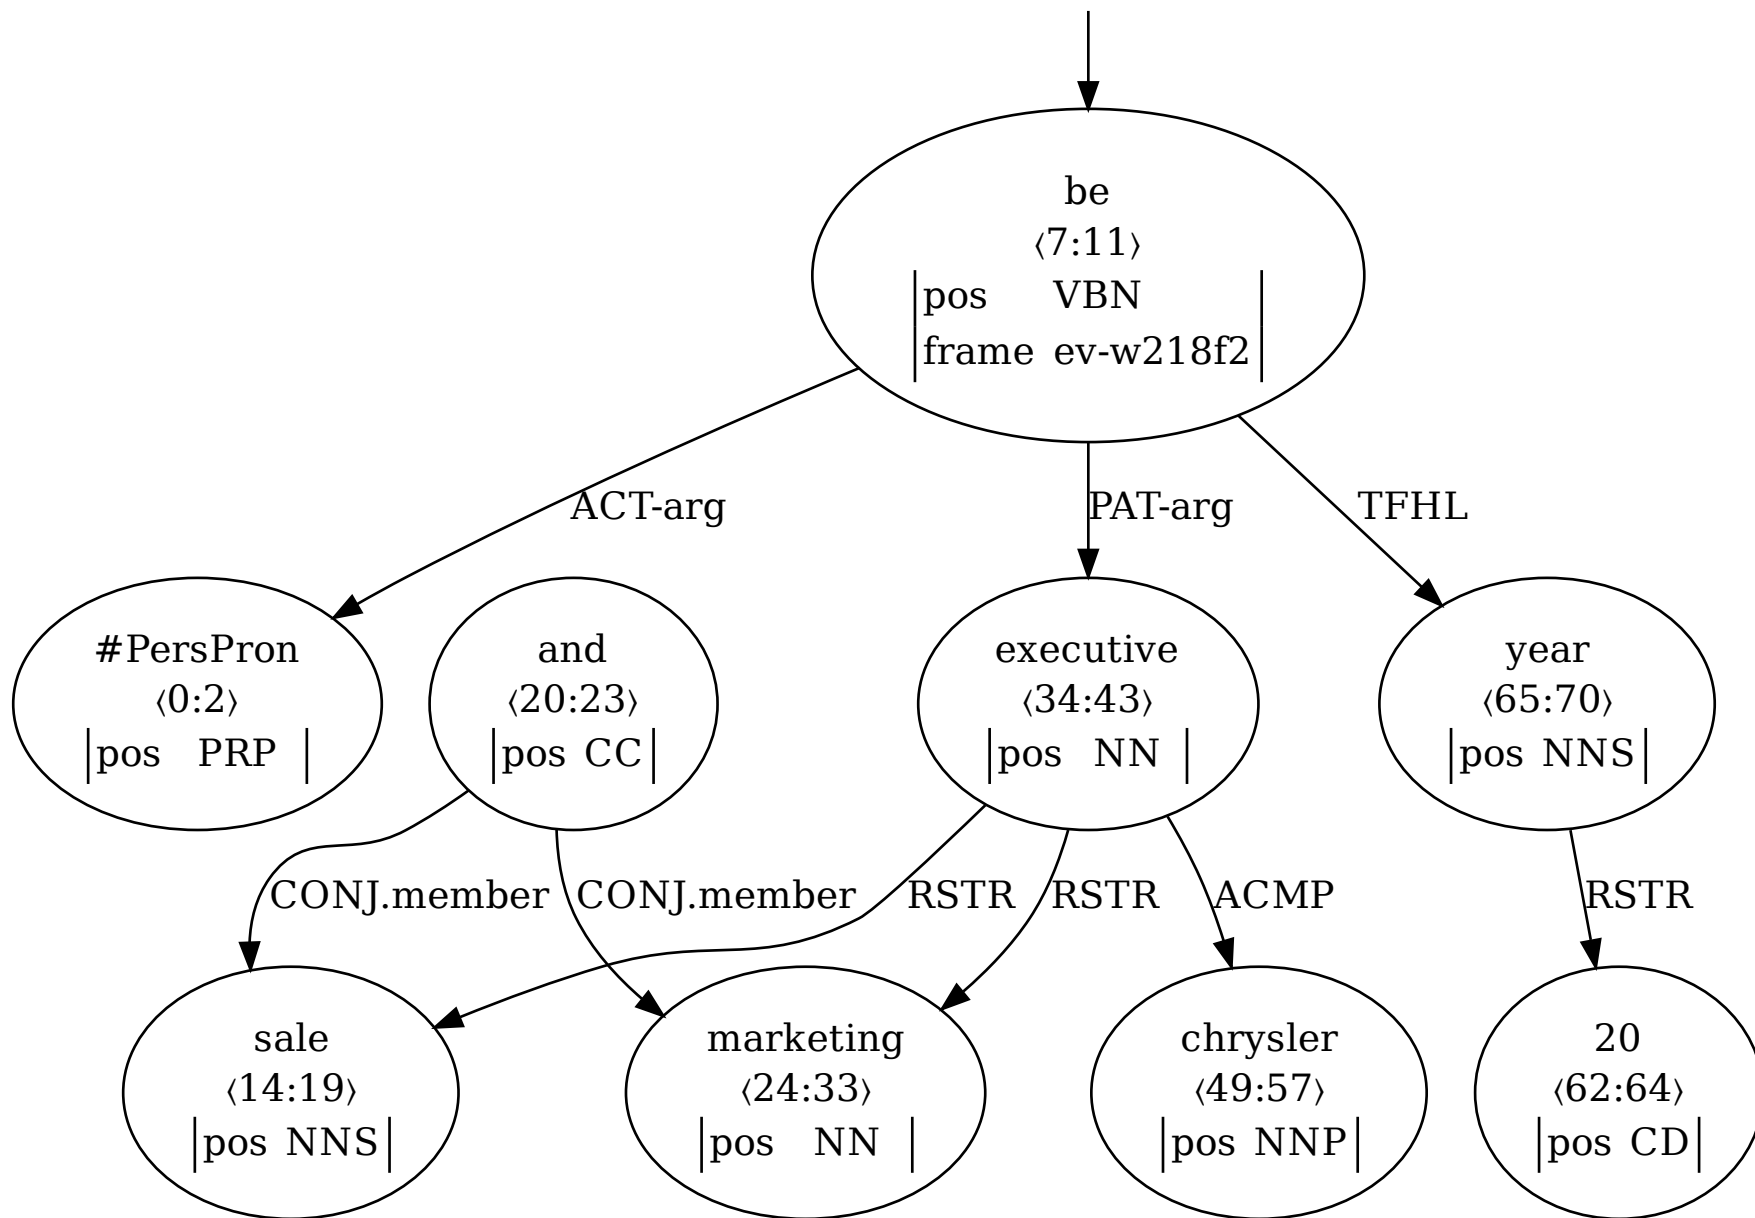 be
⟨7:11⟩
pos VBN
frame ev-w218f2
ACT-arg
PAT-arg
TFHL
#PersPron
⟨0:2⟩
pos PRP
and
⟨20:23⟩
pos CC
executive
⟨34:43⟩
pos NN
year
⟨65:70⟩
pos NNS
CONJ.member
CONJ.member
RSTR
RSTR
ACMP
RSTR
sale
⟨14:19⟩
pos NNS
marketing
⟨24:33⟩
pos NN
chrysler
⟨49:57⟩
pos NNP
20
⟨62:64⟩
pos CD